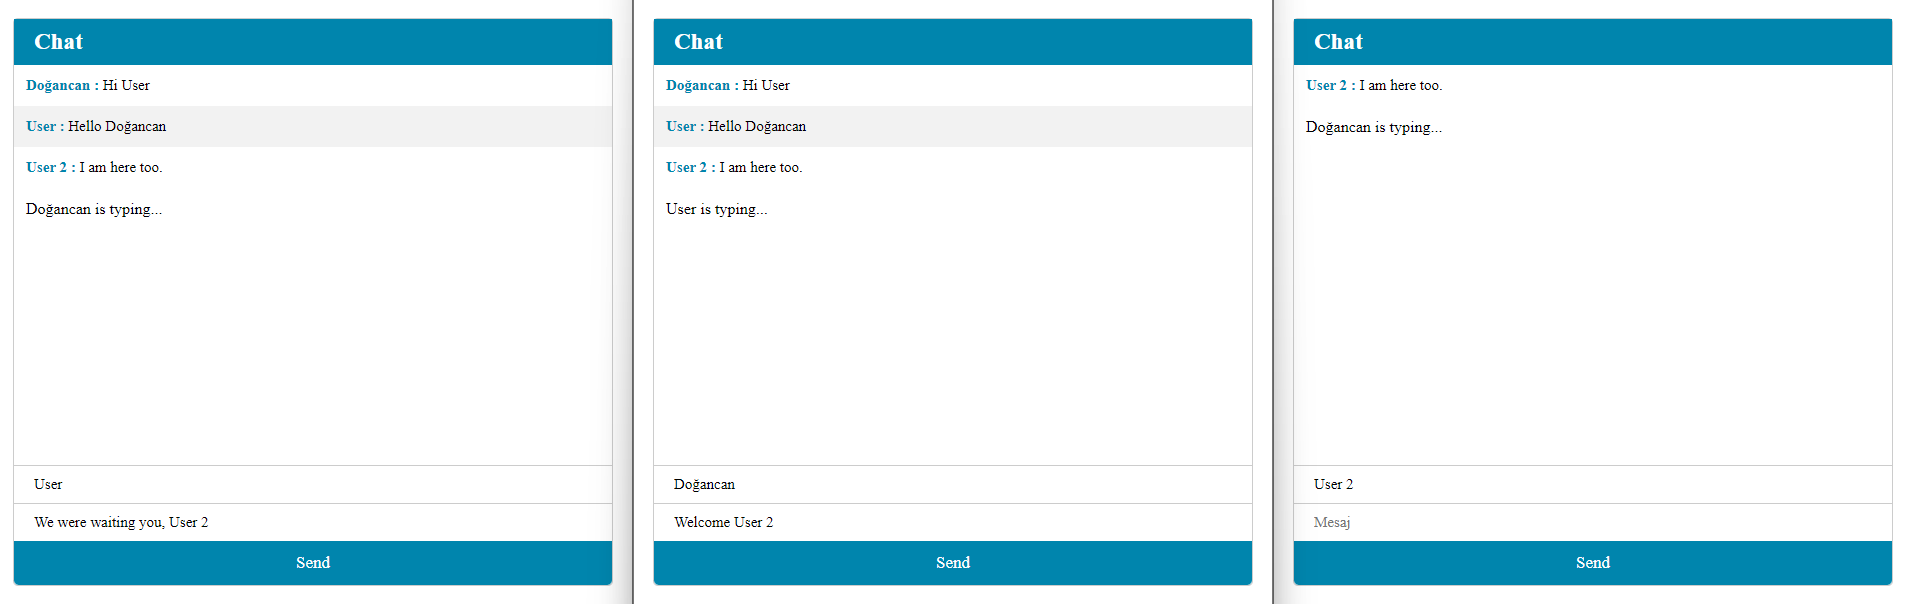 Chat
Doğancan : Hi User
User : Hello Doğancan
User 2 : I am here too.
Doğancan is typing...
User
We were waiting you, User 2
Send
Chat
Doğancan : Hi User
User : Hello Doğancan
User 2 : I am here too.
User is typing...
Doğancan
Welcome User 2
Send
Chat
User 2 : I am here too.
Doğancan is typing...
User 2
Mesaj
Send